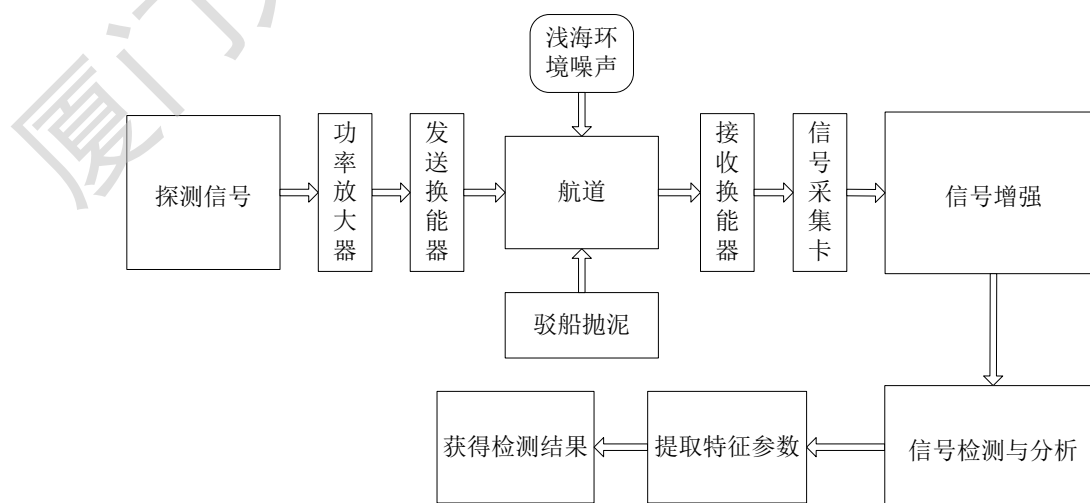 厦门
浅海环
境噪声
探测信号
功率放大器
发送换能器
航道
接收换能器
信号采集卡
信号增强
驳船抛泥
获得检测结果
提取特征参数
信号检测与分析